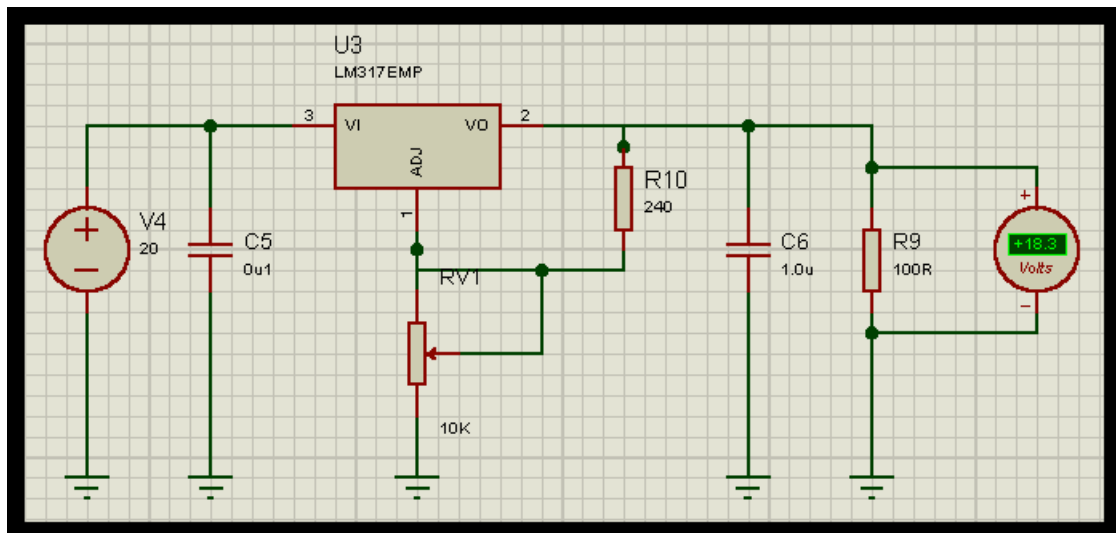 U3
LM317EMP
3
VI
VO
2
ADJ
1
R10
240
V4
20
C5
0u1
RV1
10K
C6
1.0u
R9
100R
+
+18.3
Volts
−